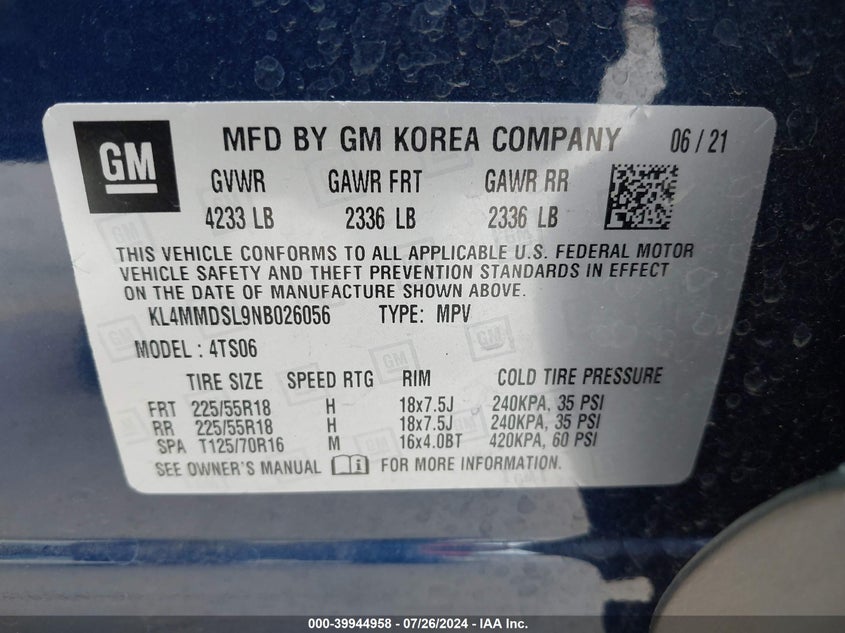 GM
MFD BY GM KOREA COMPANY 06 / 21
GVWR GAWR FRT GAWR RR
4233 LB 2336 LB 2336 LB
THIS VEHICLE CONFORMS TO ALL APPLICABLE U.S. FEDERAL MOTOR
VEHICLE SAFETY AND THEFT PREVENTION STANDARDS IN EFFECT
ON THE DATE OF MANUFACTURE SHOWN ABOVE.
KL4MMDSL9NB026056 TYPE: MPV
MODEL : 4TS06
TIRE SIZE SPEED RTG RIM COLD TIRE PRESSURE
FRT 225/55R18 H 18x7.5J 240KPA, 35 PSI
RR 225/55R18 H 18x7.5J 240KPA, 35 PSI
SPA T125/70R16 M 16x4.0BT 420KPA, 60 PSI
SEE OWNER'S MANUAL FOR MORE INFORMATION.
000-39944958 - 07/26/2024 - IAA Inc.